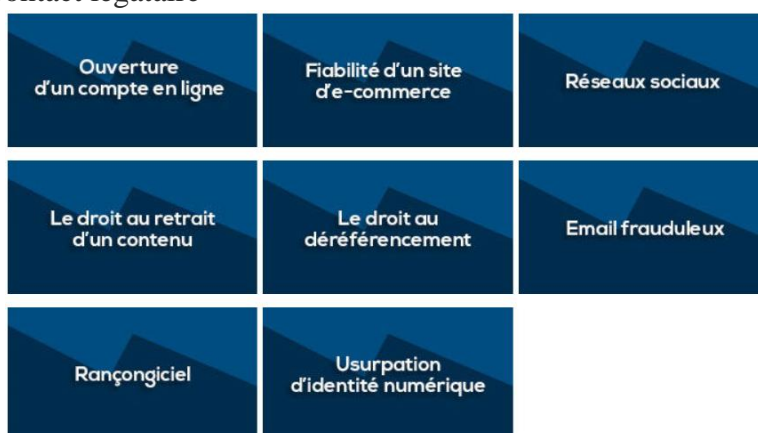 légataire
Ouverture
d'un compte en ligne
Fiabilité d'un site
d'e-commerce
Réseaux sociaux
Le droit au retrait
d'un contenu
Le droit au
déréférencement
Email frauduleux
Rançongiciel
Usurpation
d'identité numérique